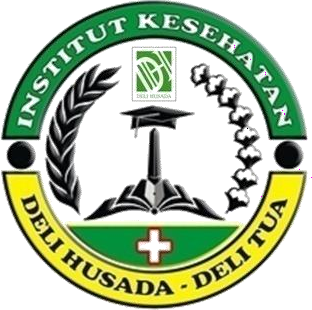 INSTITUT KESEHATAN
DELI HUSADA
DELI HUSADA - DELI TUA